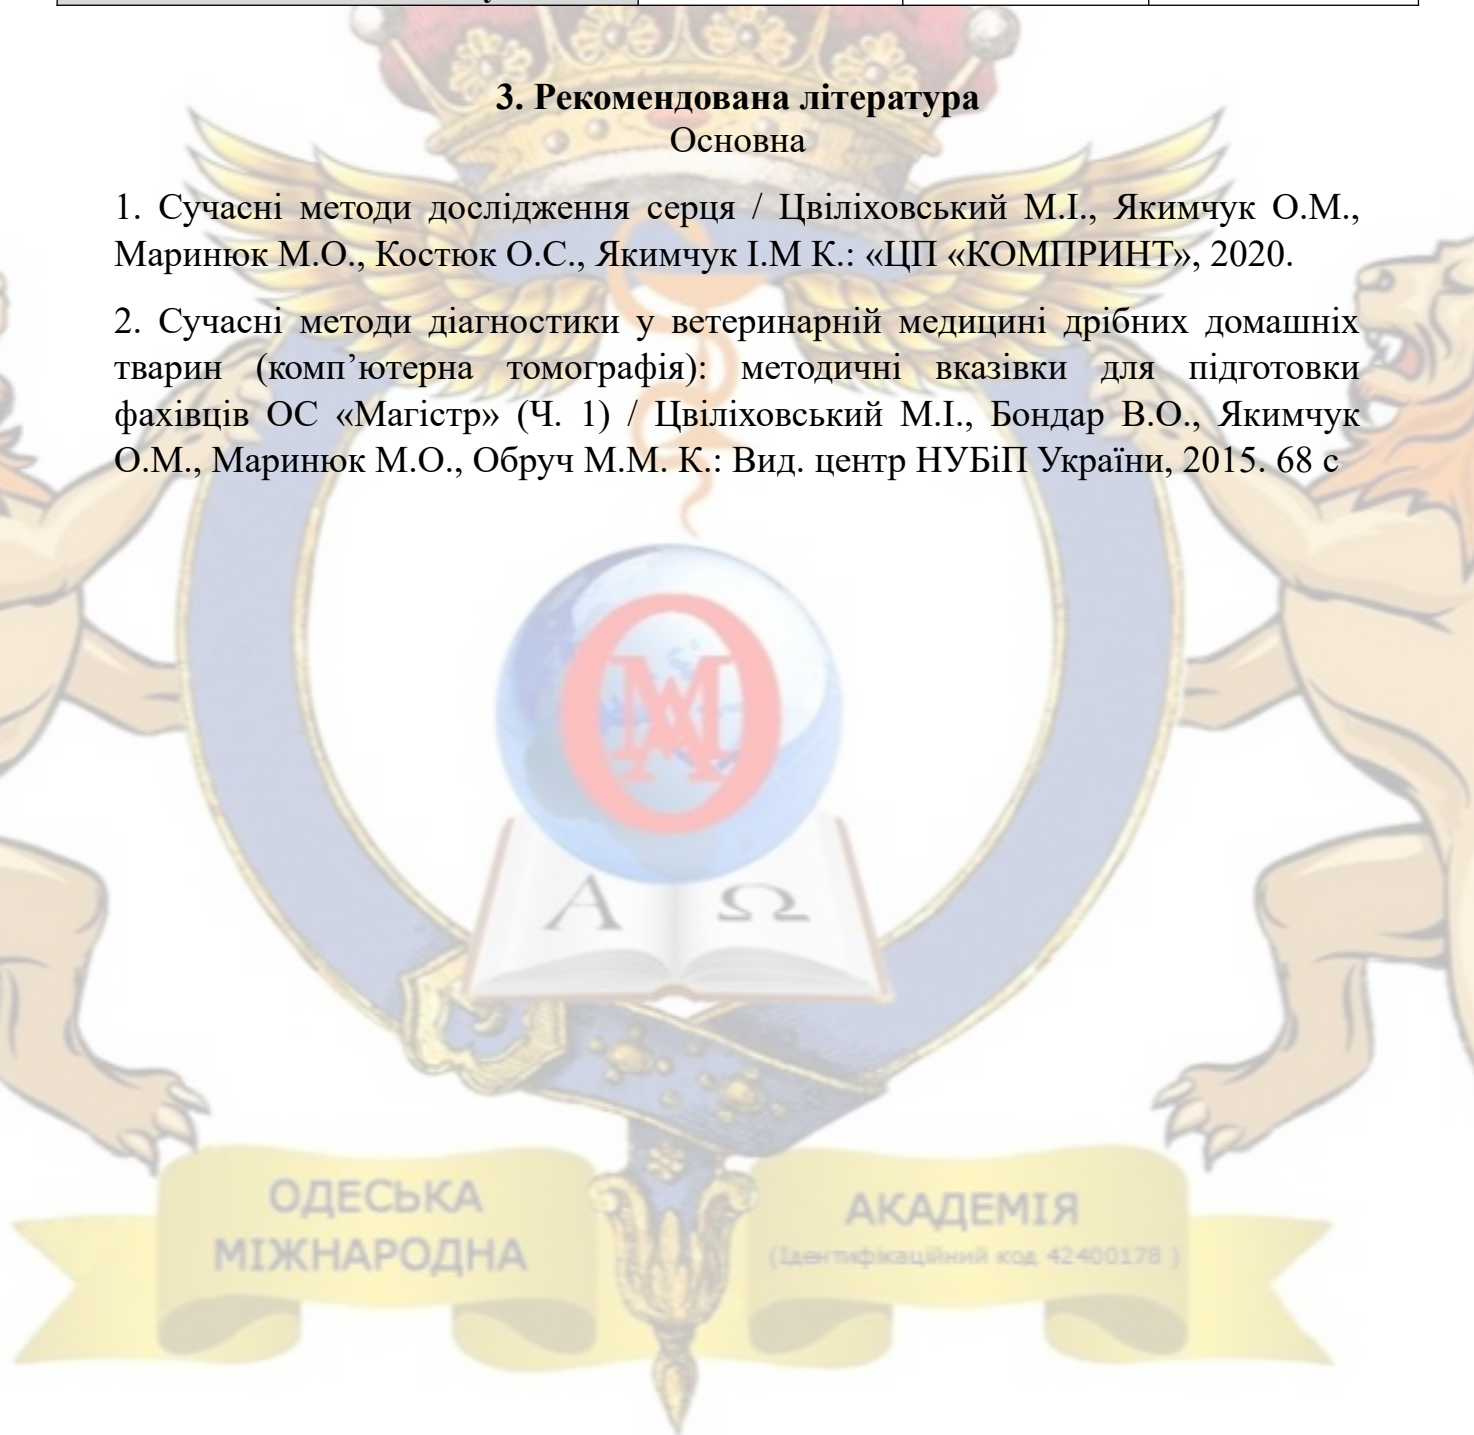 3. Рекомендована література
Основна
1. Сучасні методи дослідження серця / Цвіліховський М.І., Якимчук О.М.,
Маринюк М.О., Костюк О.С., Якимчук І.М К.: «ЦП «КОМПРИНТ», 2020.
2. Сучасні методи діагностики у ветеринарній медицині дрібних домашніх
тварин (комп’ютерна томографія): методичні вказівки для підготовки
фахівців ОС «Магістр» (Ч. 1) / Цвіліховський М.І., Бондар В.О., Якимчук
О.М., Маринюк М.О., Обруч М.М. К.: Вид. центр НУБіП України, 2015. 68 с
Α Ω
ОДЕСЬКА
МІЖНАРОДНА
АКАДЕМІЯ
(Ідентифікаційний код 42400178 )